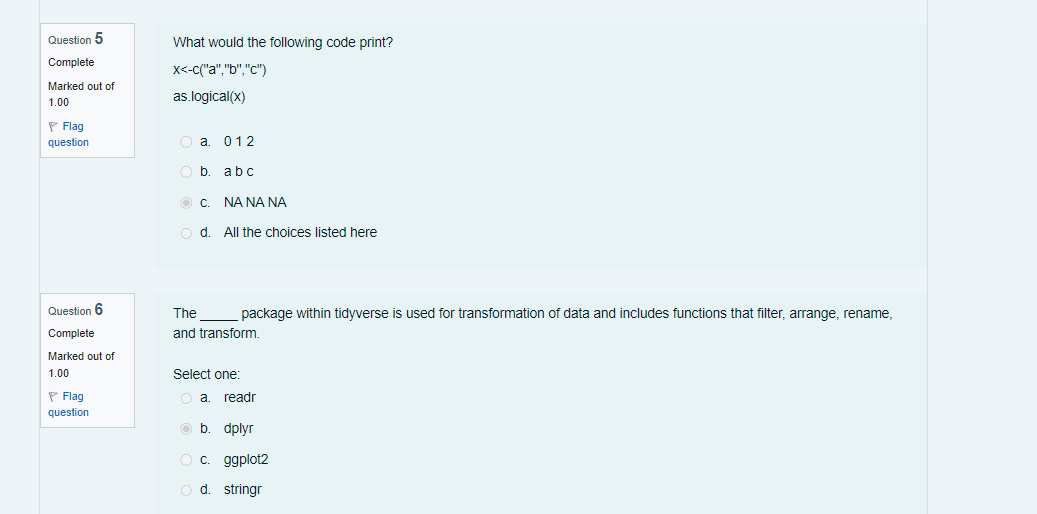 Question 5
Complete
Marked out of
1.00
Flag
question
What would the following code print?
x<-c("a","b","c")
as.logical(x)
a. 0 1 2
b. a b c
c. NA NA NA
d. All the choices listed here
Question 6
Complete
Marked out of
1.00
Flag
question
The _____ package within tidyverse is used for transformation of data and includes functions that filter, arrange, rename,
and transform.
Select one:
a. readr
b. dplyr
c. ggplot2
d. stringr